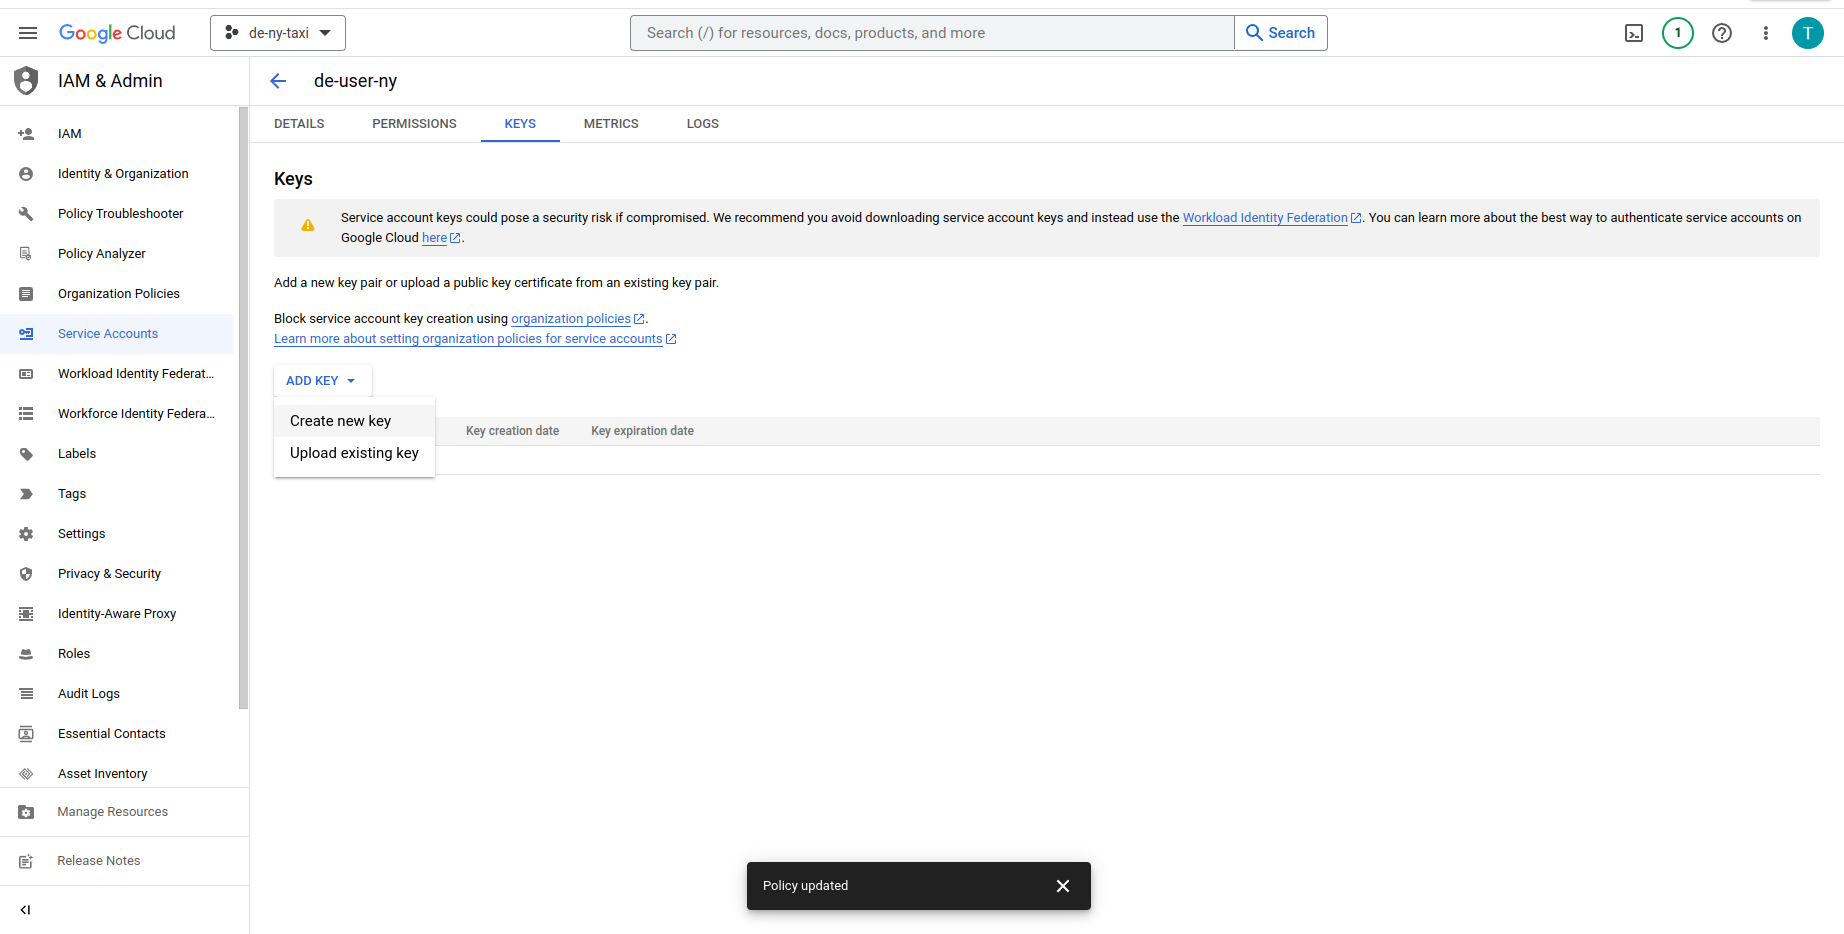 Google Cloud
de-ny-taxi
Search (/) for resources, docs, products, and more
Search
1
T
IAM & Admin
de-user-ny
DETAILS
PERMISSIONS
KEYS
METRICS
LOGS
IAM
Identity & Organization
Policy Troubleshooter
Policy Analyzer
Organization Policies
Service Accounts
Workload Identity Federat...
Workforce Identity Federa...
Labels
Tags
Settings
Privacy & Security
Identity-Aware Proxy
Roles
Audit Logs
Essential Contacts
Asset Inventory
Manage Resources
Release Notes
Keys
Service account keys could pose a security risk if compromised. We recommend you avoid downloading service account keys and instead use the Workload Identity Federation. You can learn more about the best way to authenticate service accounts on
Google Cloud here.
Add a new key pair or upload a public key certificate from an existing key pair.
Block service account key creation using organization policies.
Learn more about setting organization policies for service accounts
ADD KEY
Create new key
Upload existing key
Key creation date
Key expiration date
Policy updated